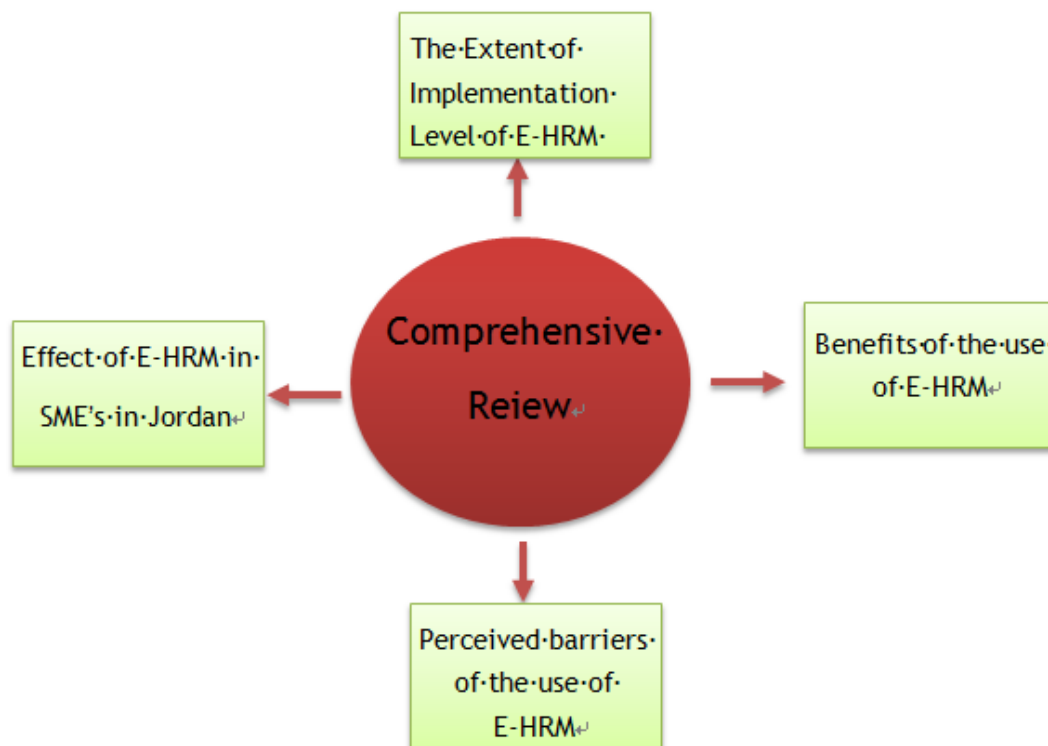 The·Extent·of·
Implementation·
Level·of·E-HRM·
Comprehensive·
Reiew↵
Effect·of·E-HRM·in·
SME's·in·Jordan↵
Benefits·of·the·use·
of·E-HRM↵
Perceived·barriers·
of·the·use·of·
E-HRM↵